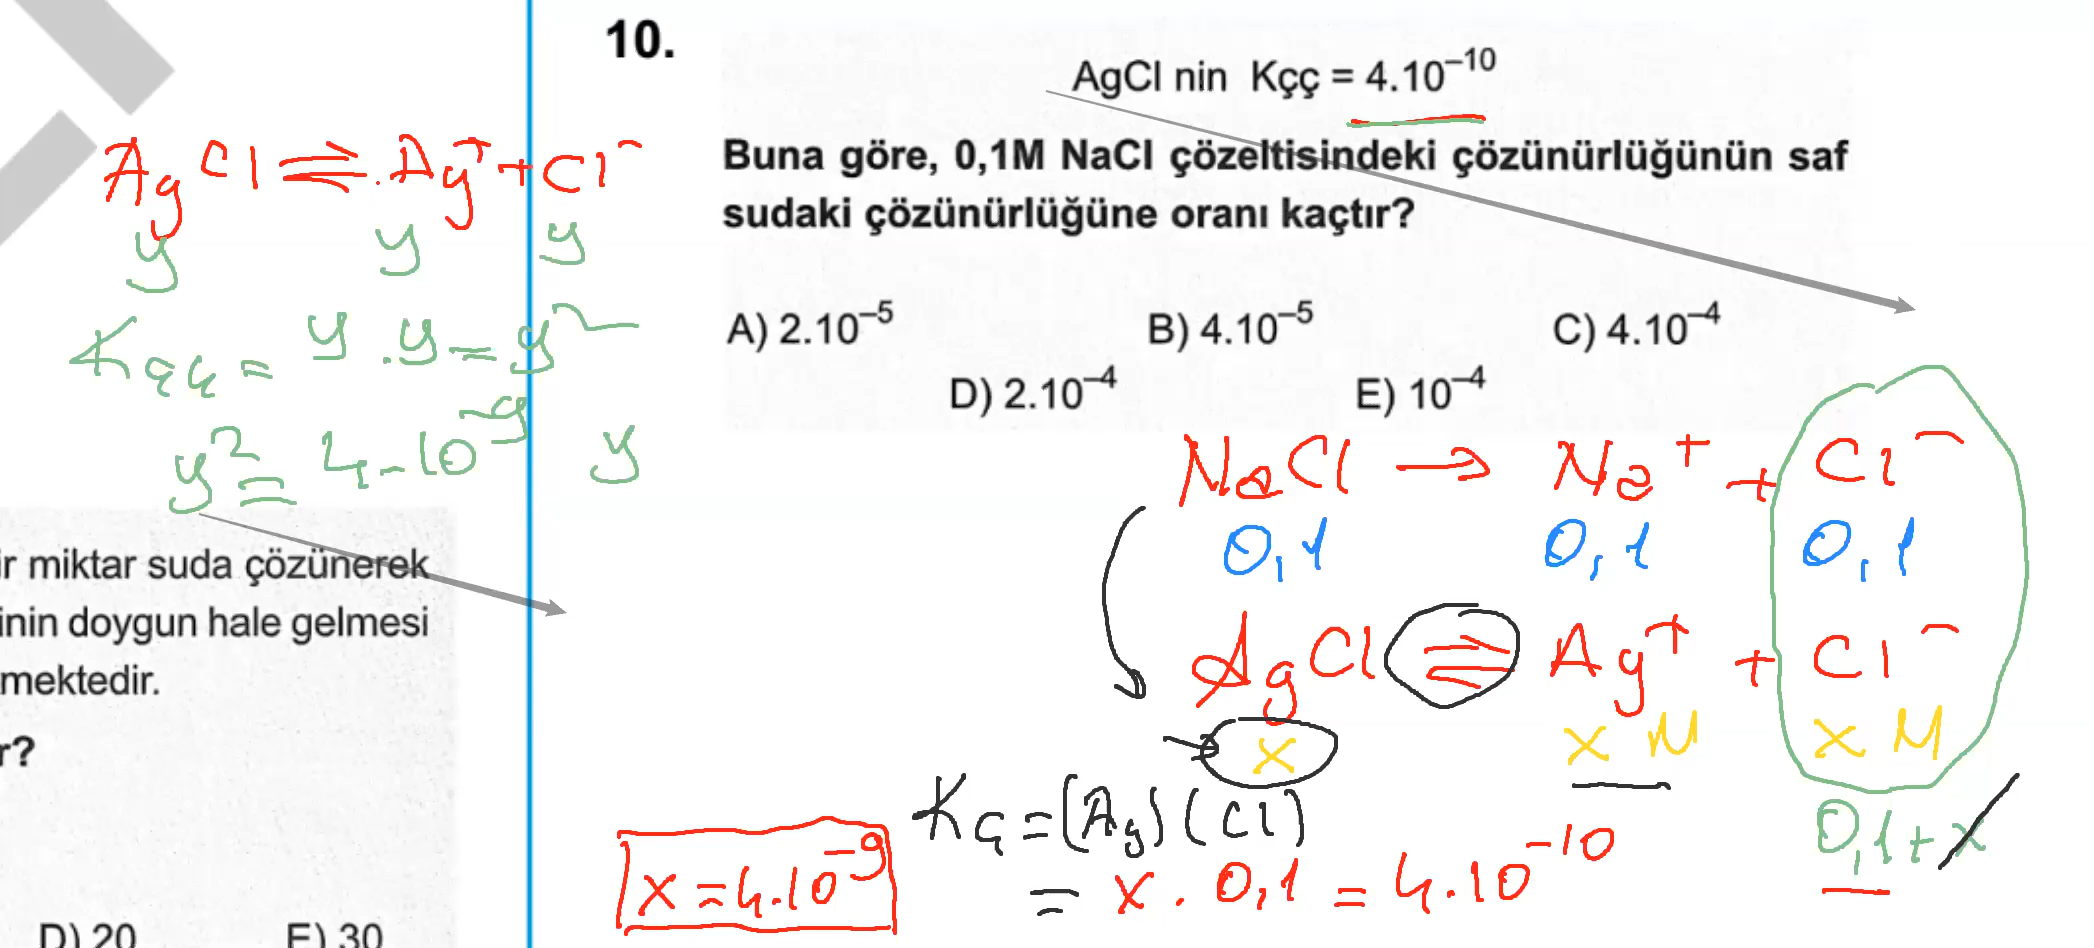 10.
AgCl nin Kçç = 4.10⁻¹⁰
Buna göre, 0,1M NaCl çözeltisindeki çözünürlüğünün saf
sudaki çözünürlüğüne oranı kaçtır?
A) 2.10⁻⁵ B) 4.10⁻⁵ C) 4.10⁻⁴
D) 2.10⁻⁴ E) 10⁻⁴
AgCl ⇌ Ag⁺ + Cl⁻
y y y
Kçç = y . y = y²
y² = 4.10⁻⁹ y
ir miktar suda çözünerek
inin doygun hale gelmesi
mektedir.
r?
D) 20 E) 30
NaCl → Na⁺ + Cl⁻
0,1 0,1 0,1
AgCl ⇌ Ag⁺ + Cl⁻
x x M x M
0,1 + x
Kç = (Ag) (Cl)
= x . 0,1 = 4.10⁻¹⁰
x = 4.10⁻⁹